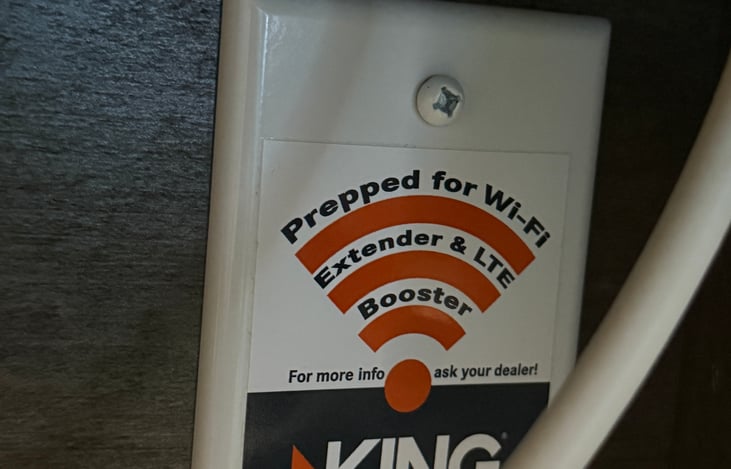 Prepped for Wi-Fi
Extender & LTE
Booster
For more info ask your dealer!
KING